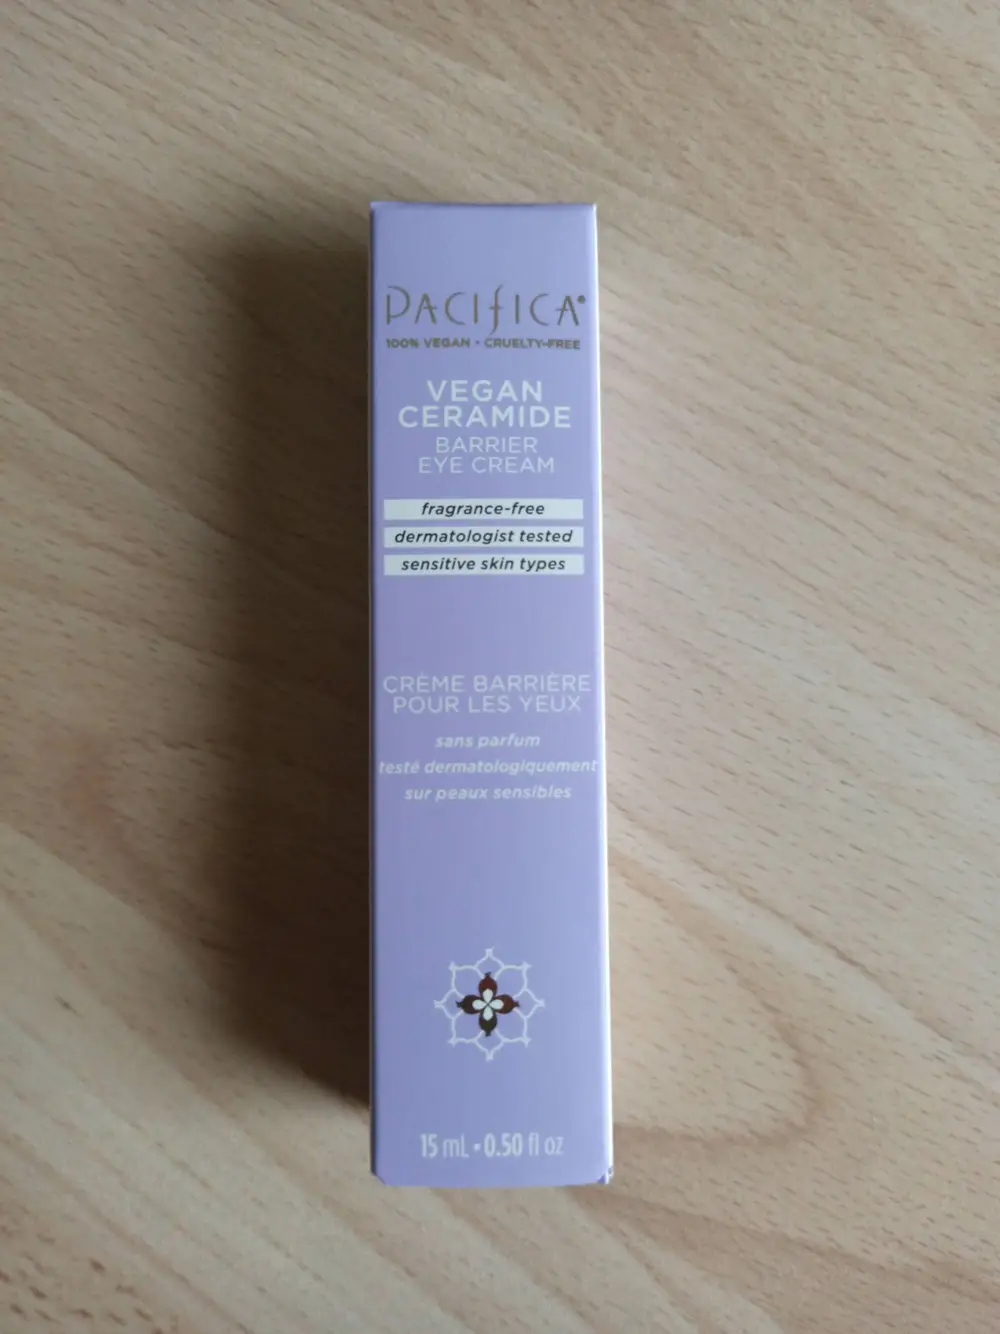 PACIFICA®
100% VEGAN • CRUELTY-FREE
VEGAN
CERAMIDE
BARRIER
EYE CREAM
fragrance-free
dermatologist tested
sensitive skin types
CRÈME BARRIÈRE
POUR LES YEUX
sans parfum
testé dermatologiquement
sur peaux sensibles
15 mL • 0.50 fl oz